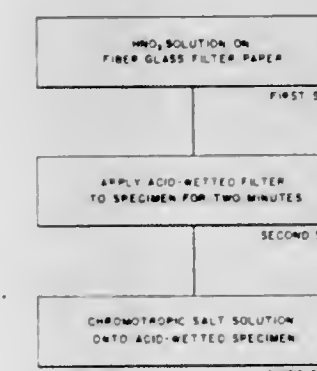 HNO₃ SOLUTION ON
FIBER GLASS FILTER PAPER
FIRST S
APPLY ACID-WETTED FILTER
TO SPECIMEN FOR TWO MINUTES
SECOND
CHROMOTROPIC SALT SOLUTION
ONTO ACID-WETTED SPECIMEN